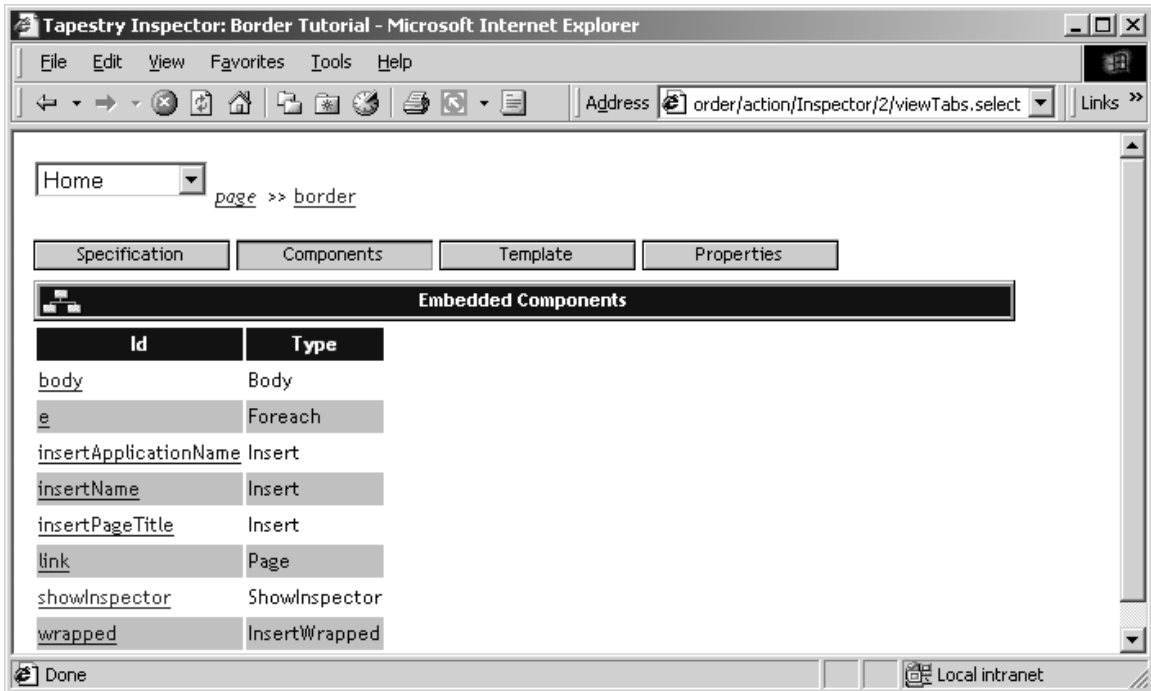 Tapestry Inspector: Border Tutorial - Microsoft Internet Explorer
File Edit View Favorites Tools Help
Address order/action/Inspector/2/viewTabs.select Links »
Home
page >> border
Specification Components Template Properties
Embedded Components
Id Type
body Body
e Foreach
insertApplicationName Insert
insertName Insert
insertPageTitle Insert
link Page
showInspector ShowInspector
wrapped InsertWrapped
Done Local intranet